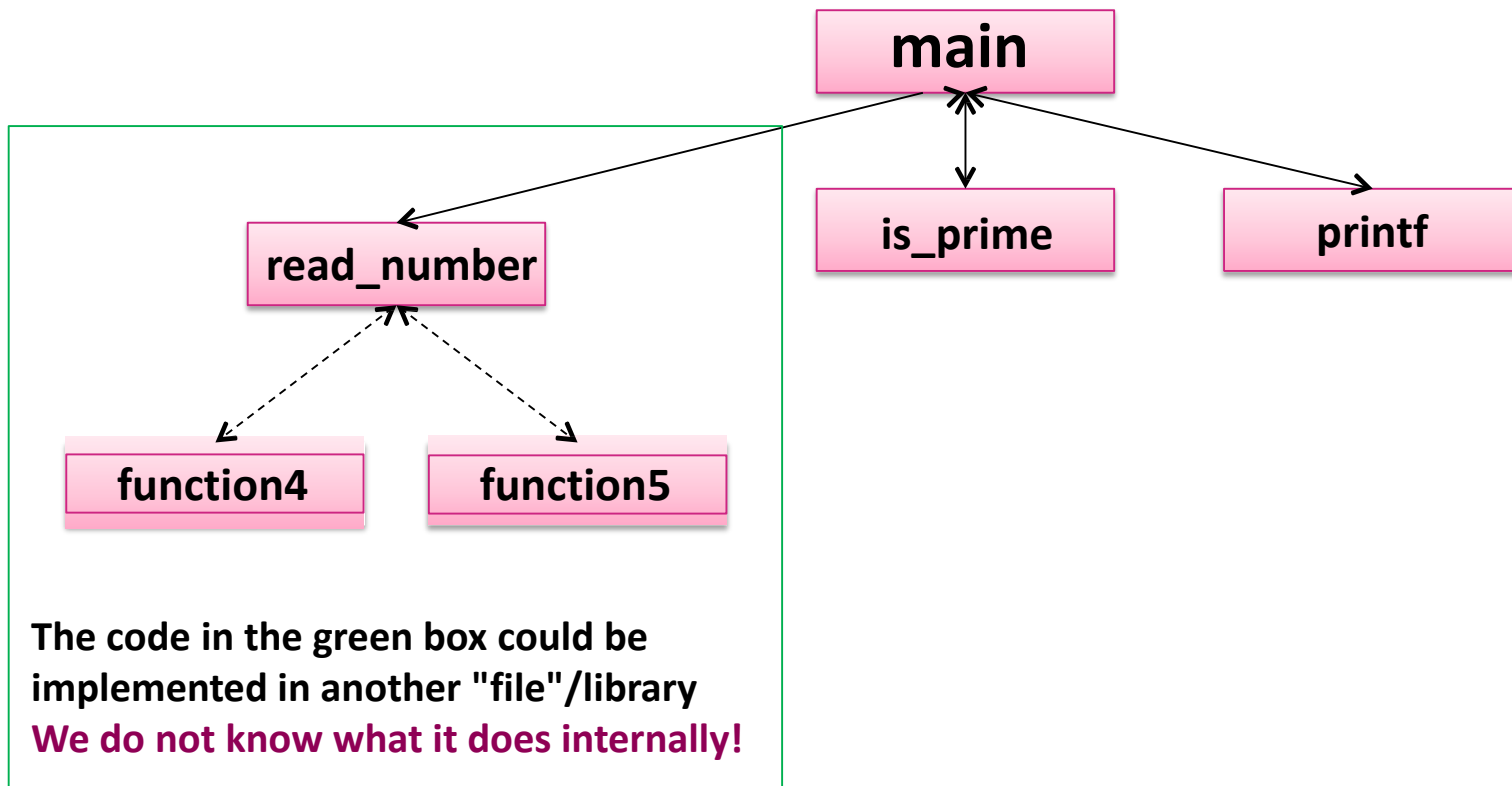 main
read_number
is_prime
printf
function4
function5
The code in the green box could be
implemented in another "file"/library
We do not know what it does internally!